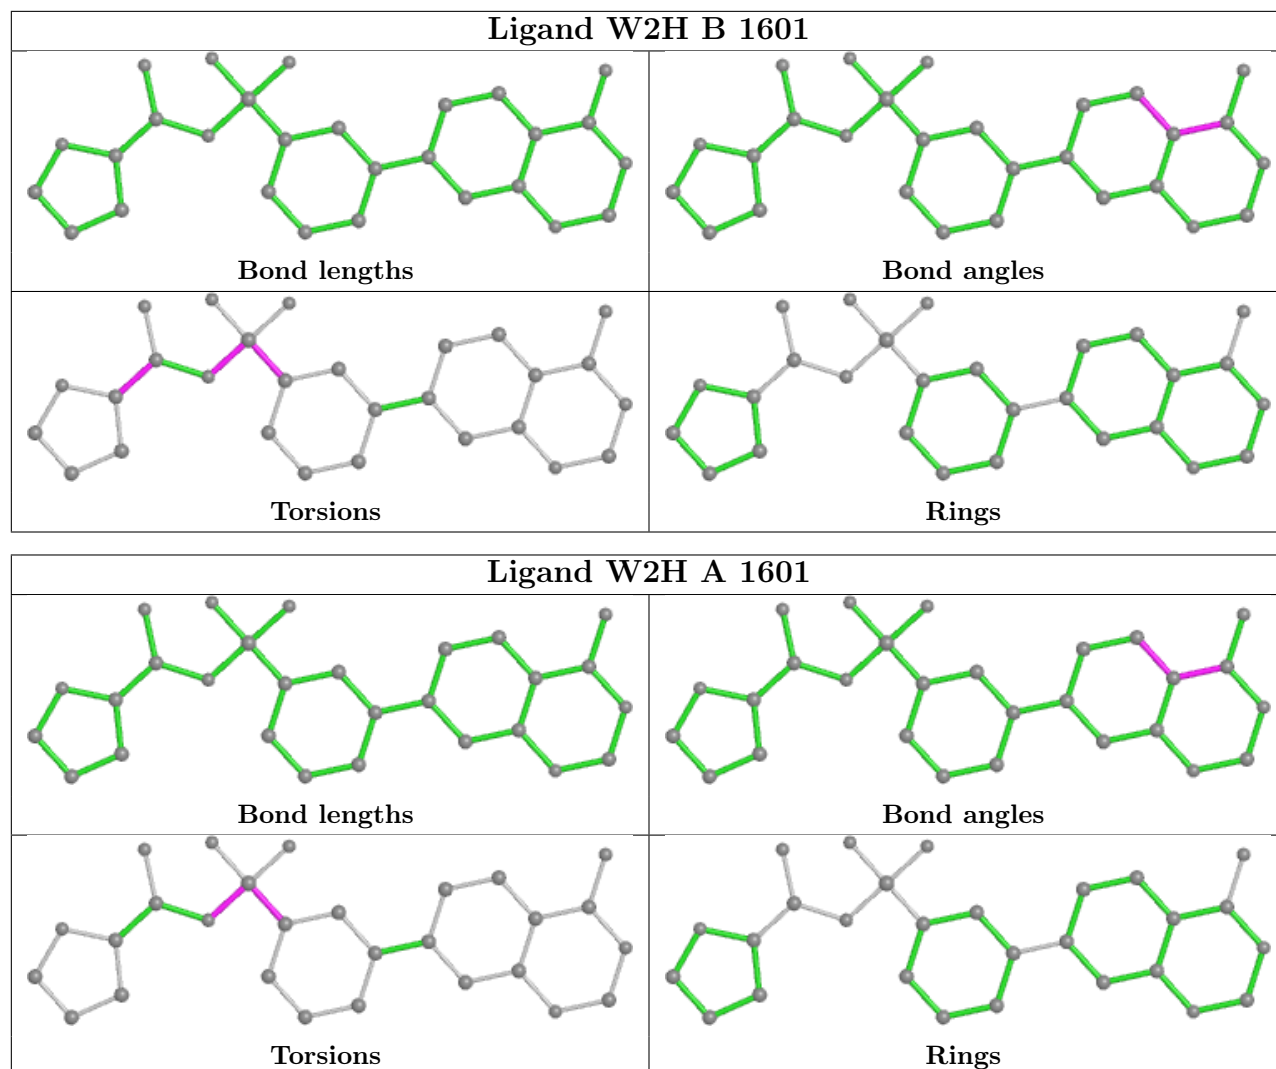 Ligand W2H B 1601
Bond lengths
Bond angles
Torsions
Rings
Ligand W2H A 1601
Bond lengths
Bond angles
Torsions
Rings